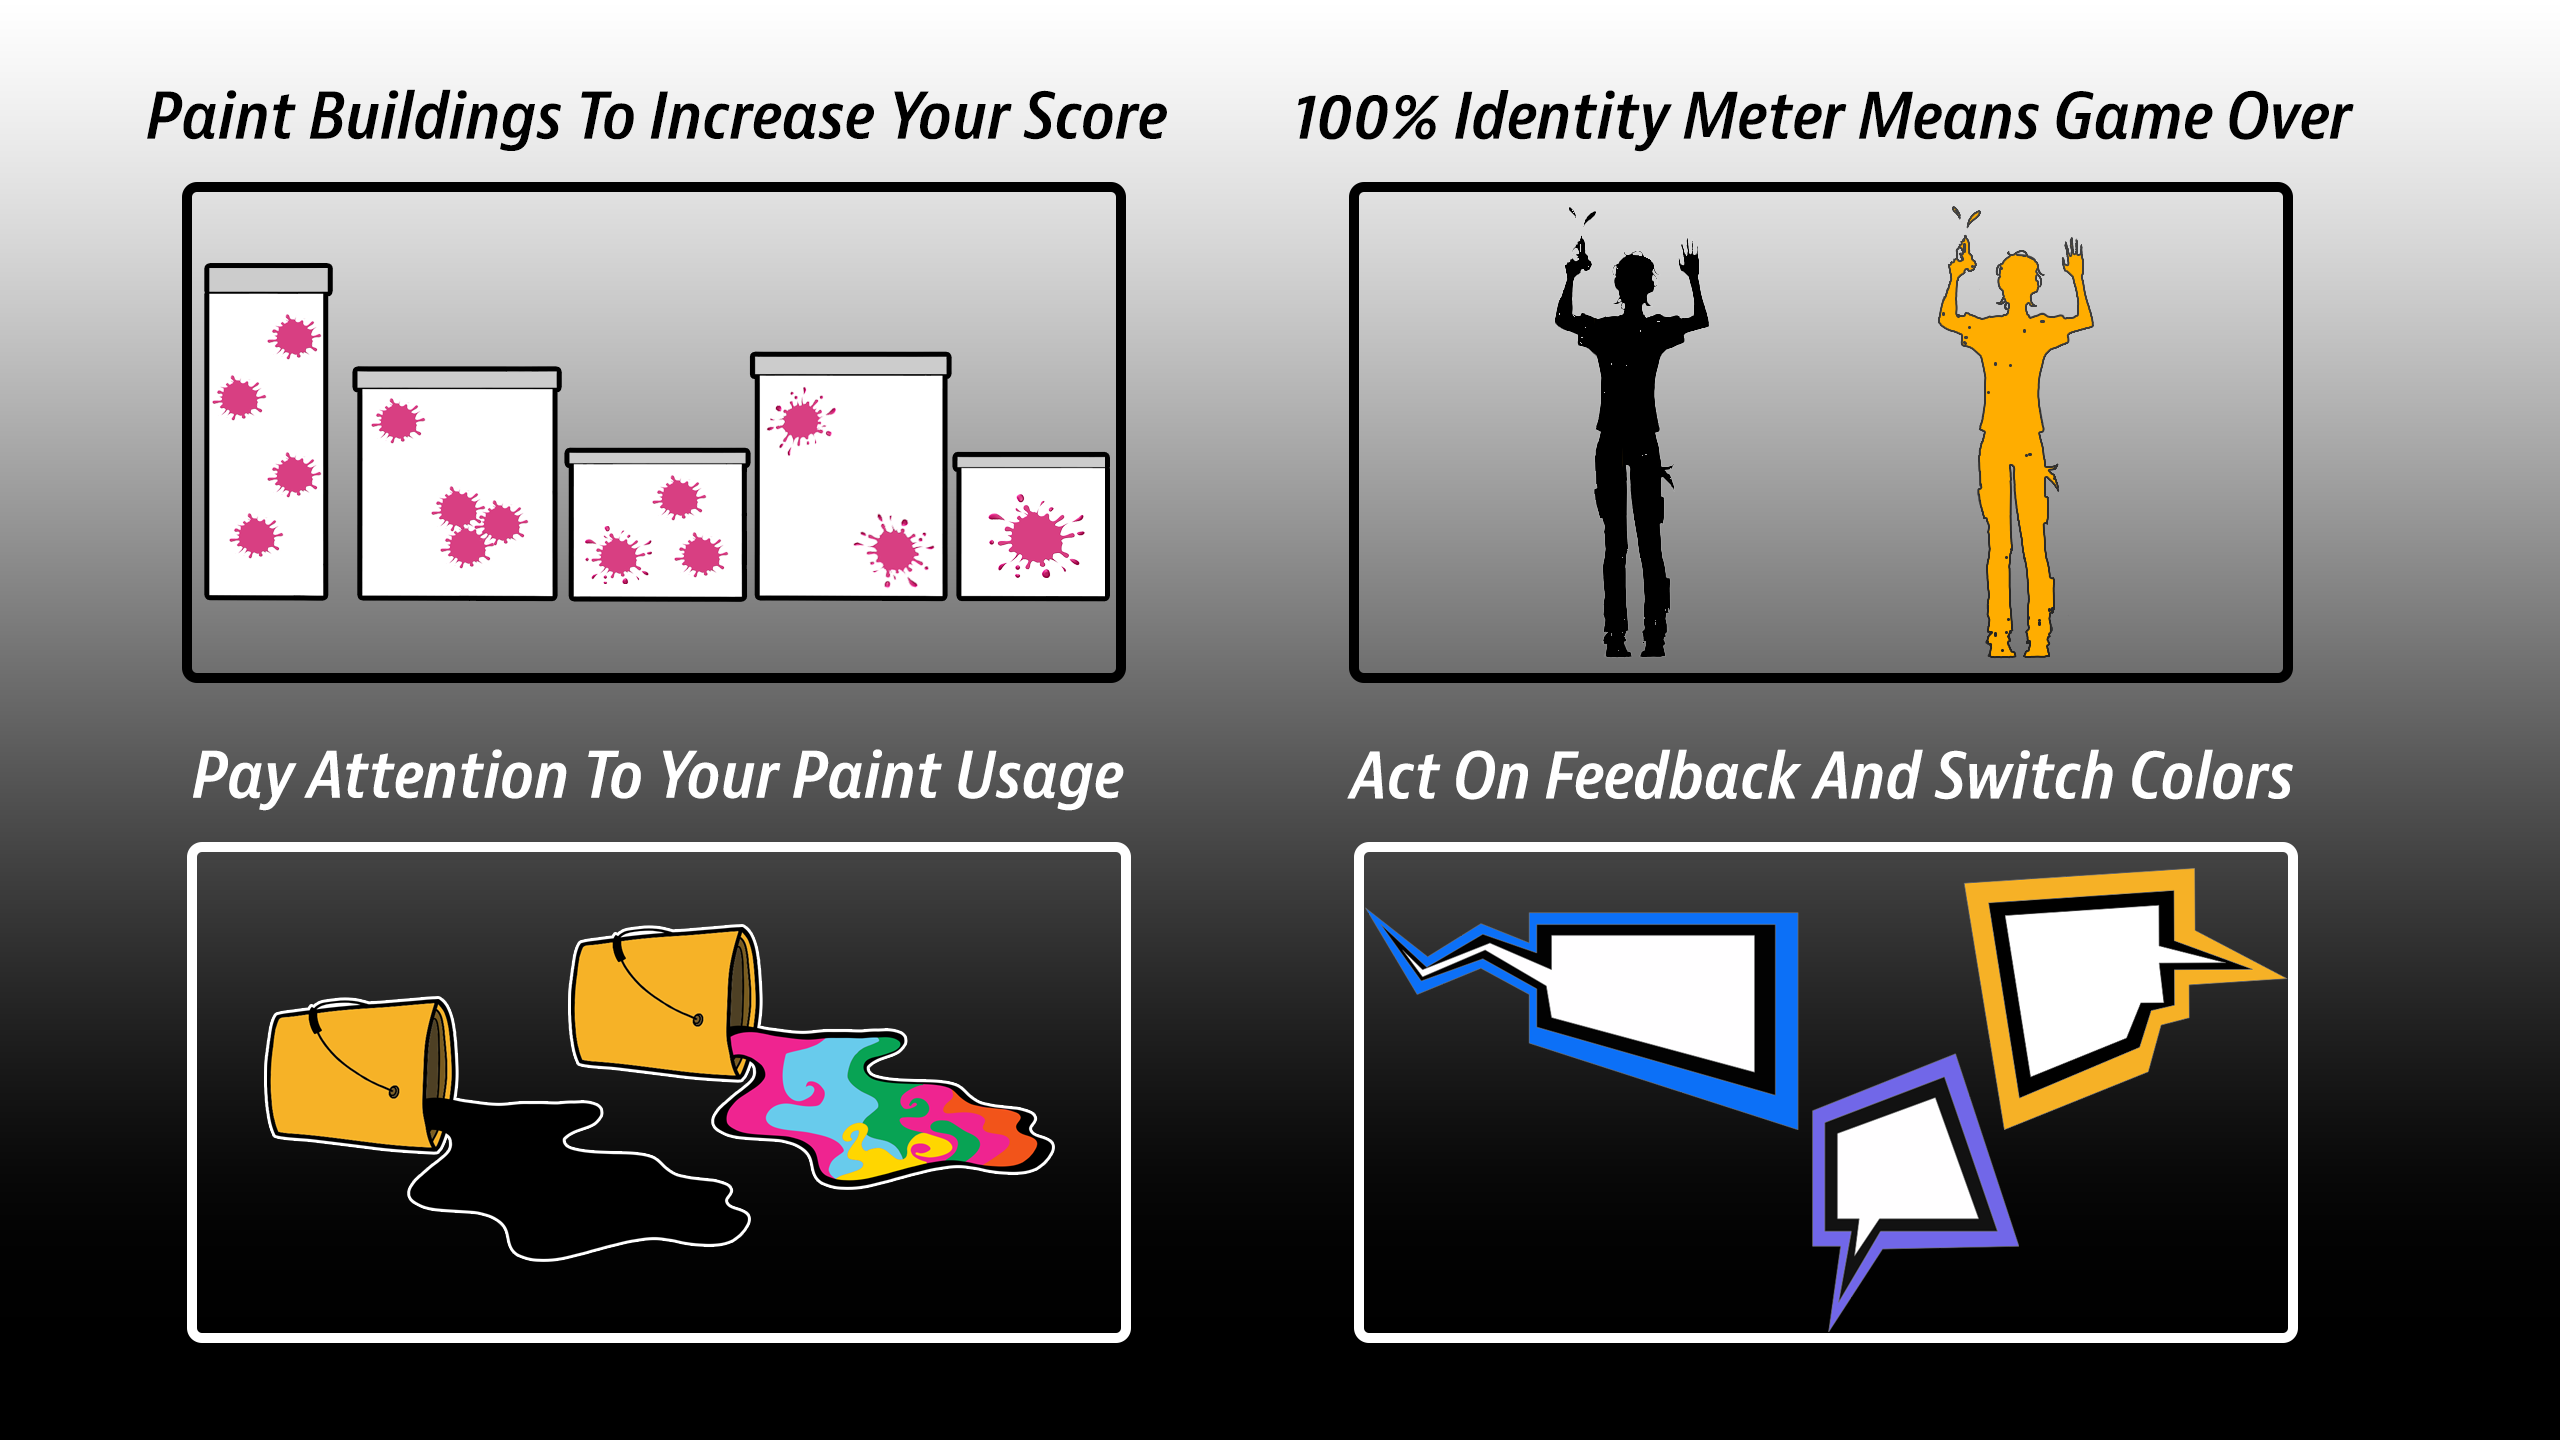 Paint Buildings To Increase Your Score
100% Identity Meter Means Game Over
Pay Attention To Your Paint Usage
Act On Feedback And Switch Colors